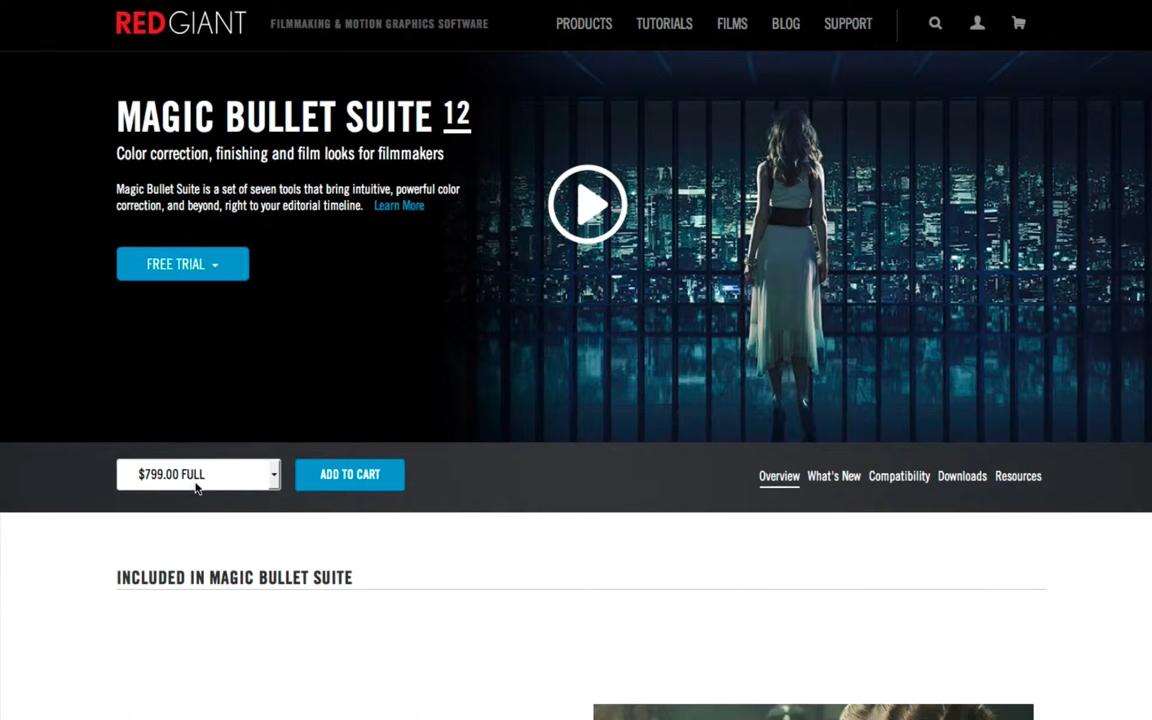 RED GIANT FILMMAKING & MOTION GRAPHICS SOFTWARE PRODUCTS TUTORIALS FILMS BLOG SUPPORT
MAGIC BULLET SUITE 12
Color correction, finishing and film looks for filmmakers
Magic Bullet Suite is a set of seven tools that bring intuitive, powerful color
correction, and beyond, right to your editorial timeline. Learn More
FREE TRIAL
$799.00 FULL ADD TO CART Overview What's New Compatibility Downloads Resources
INCLUDED IN MAGIC BULLET SUITE